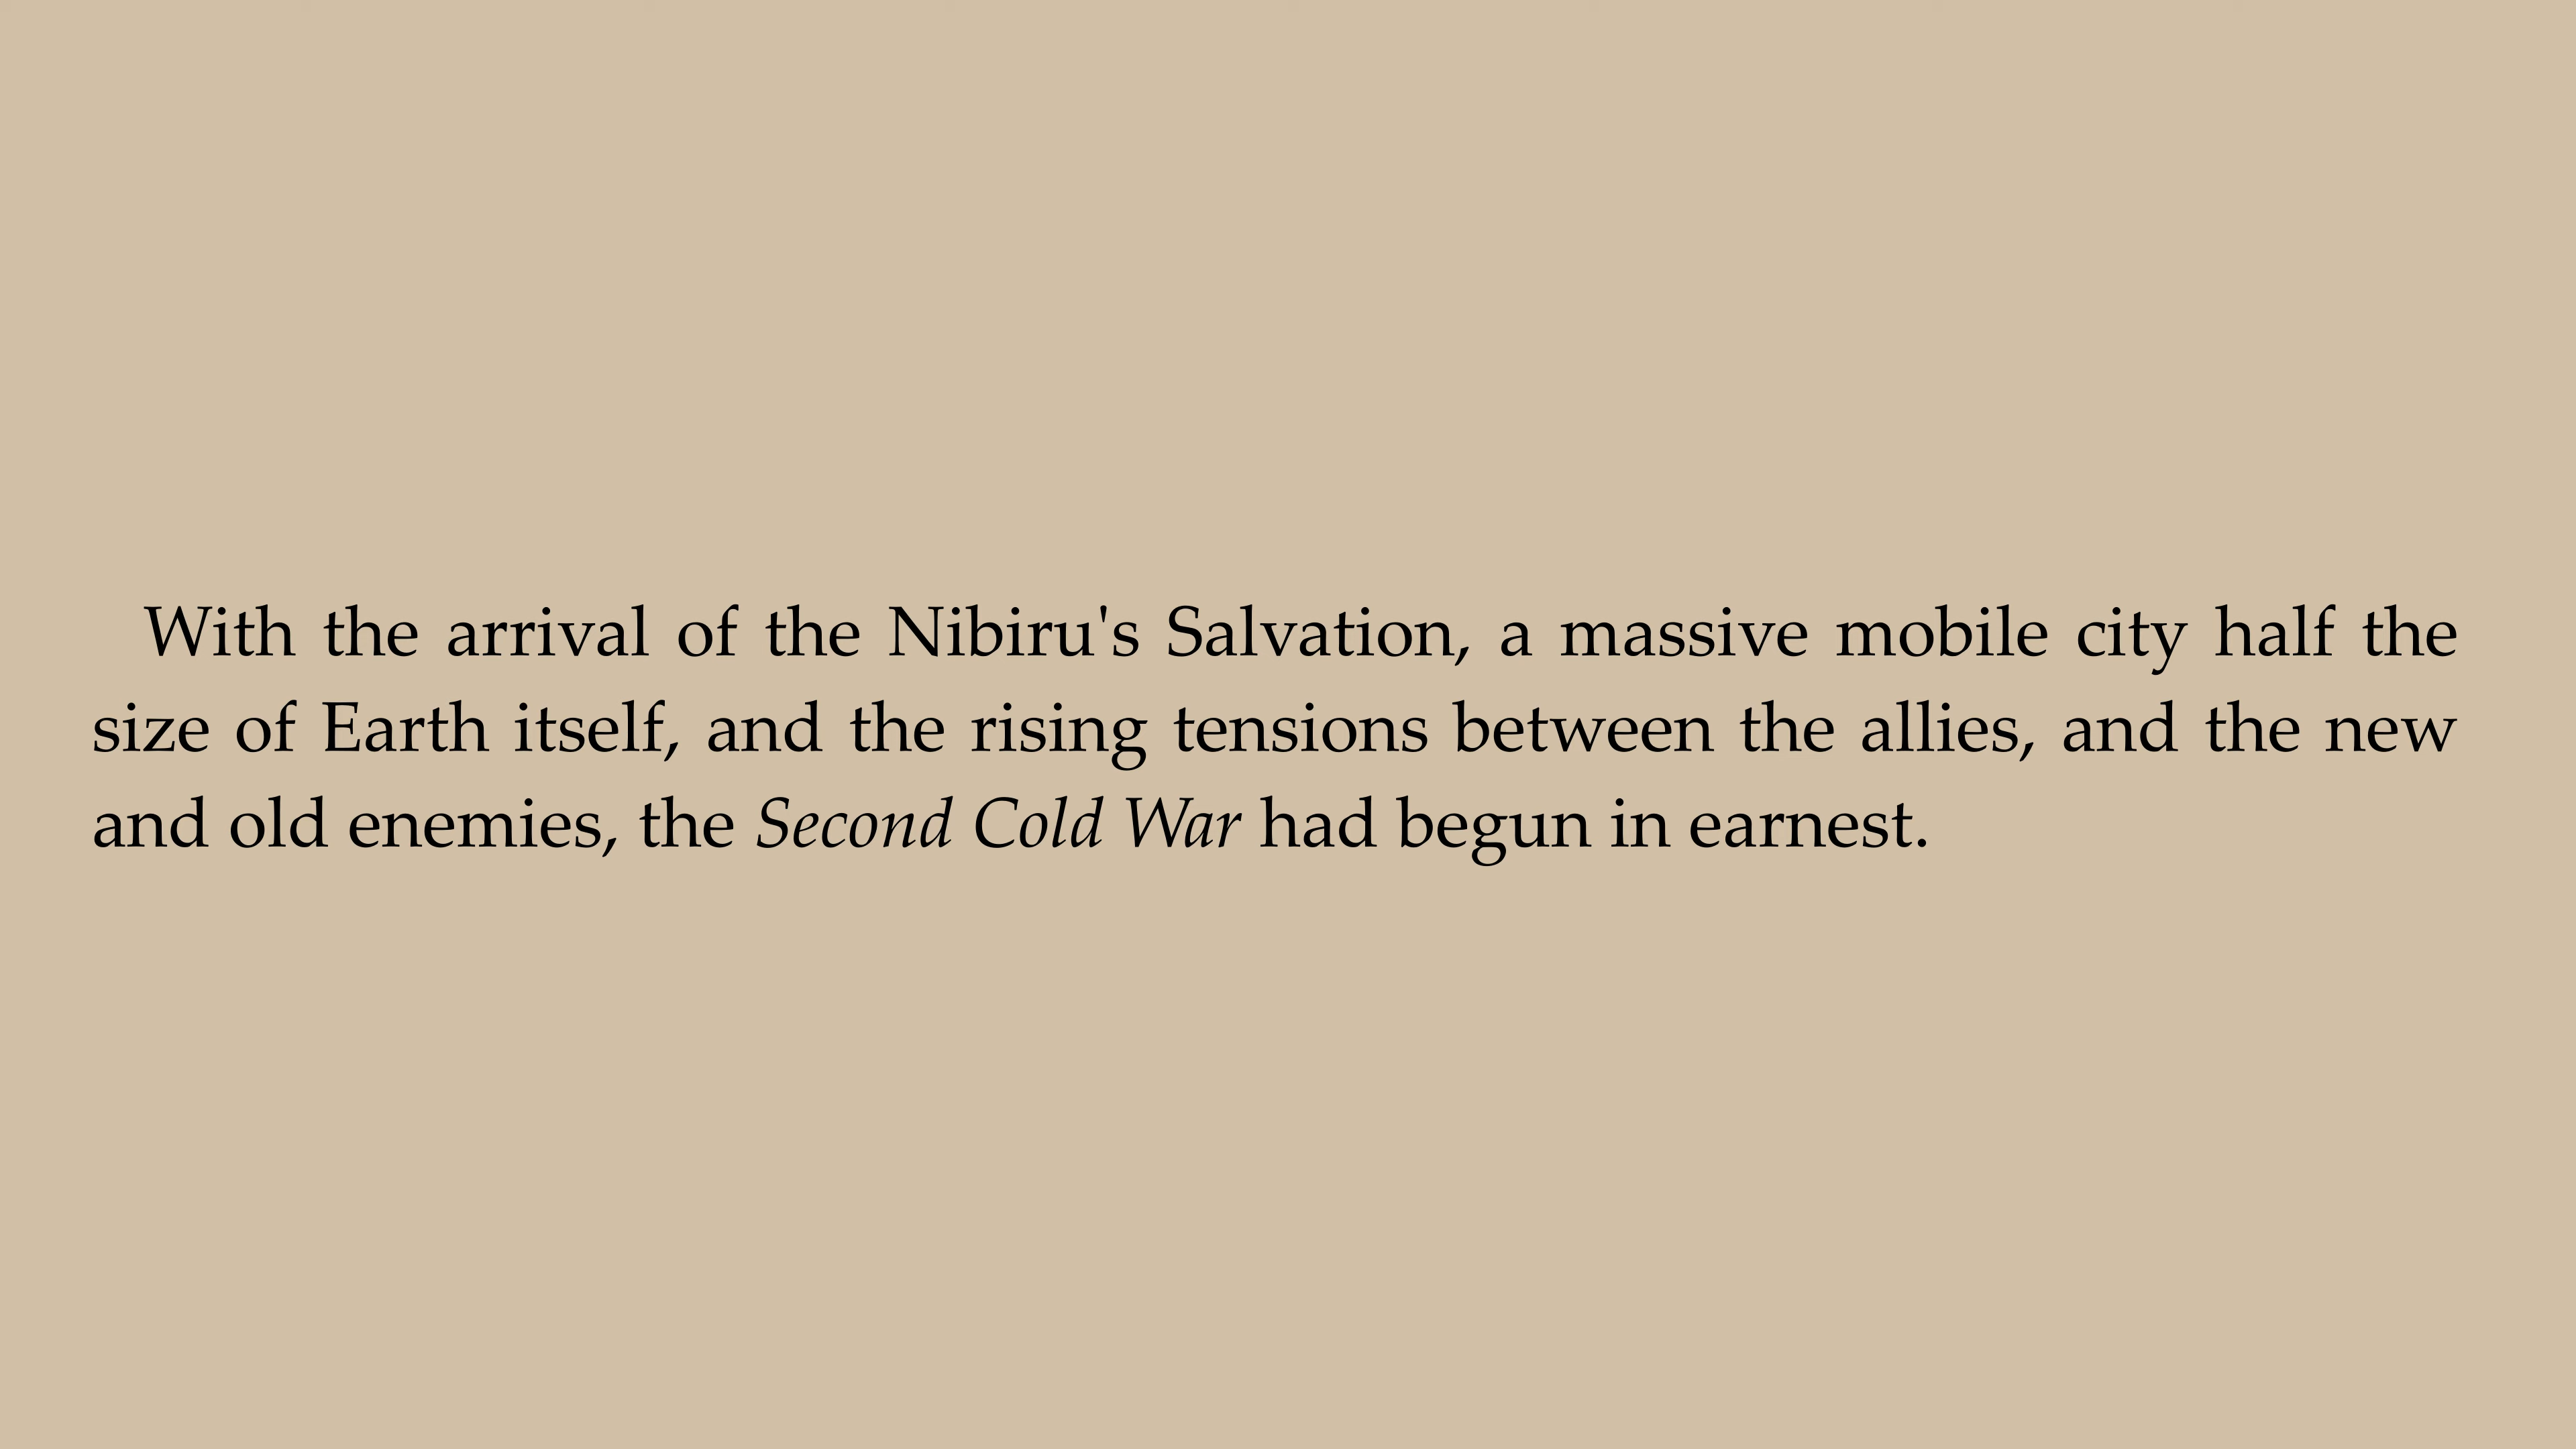 With the arrival of the Nibiru's Salvation, a massive mobile city half the
size of Earth itself, and the rising tensions between the allies, and the new
and old enemies, the Second Cold War had begun in earnest.